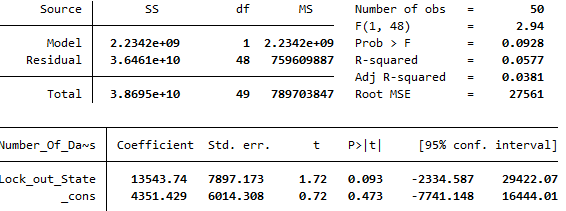 Source SS df MS Number of obs = 50
F(1, 48) = 2.94
Model 2.2342e+09 1 2.2342e+09 Prob > F = 0.0928
Residual 3.6461e+10 48 759609887 R-squared = 0.0577
Adj R-squared = 0.0381
Total 3.8695e+10 49 789703847 Root MSE = 27561
Number_Of_Da~s Coefficient Std. err. t P>|t| [95% conf. interval]
Lock_out_State 13543.74 7897.173 1.72 0.093 -2334.587 29422.07
_cons 4351.429 6014.308 0.72 0.473 -7741.148 16444.01